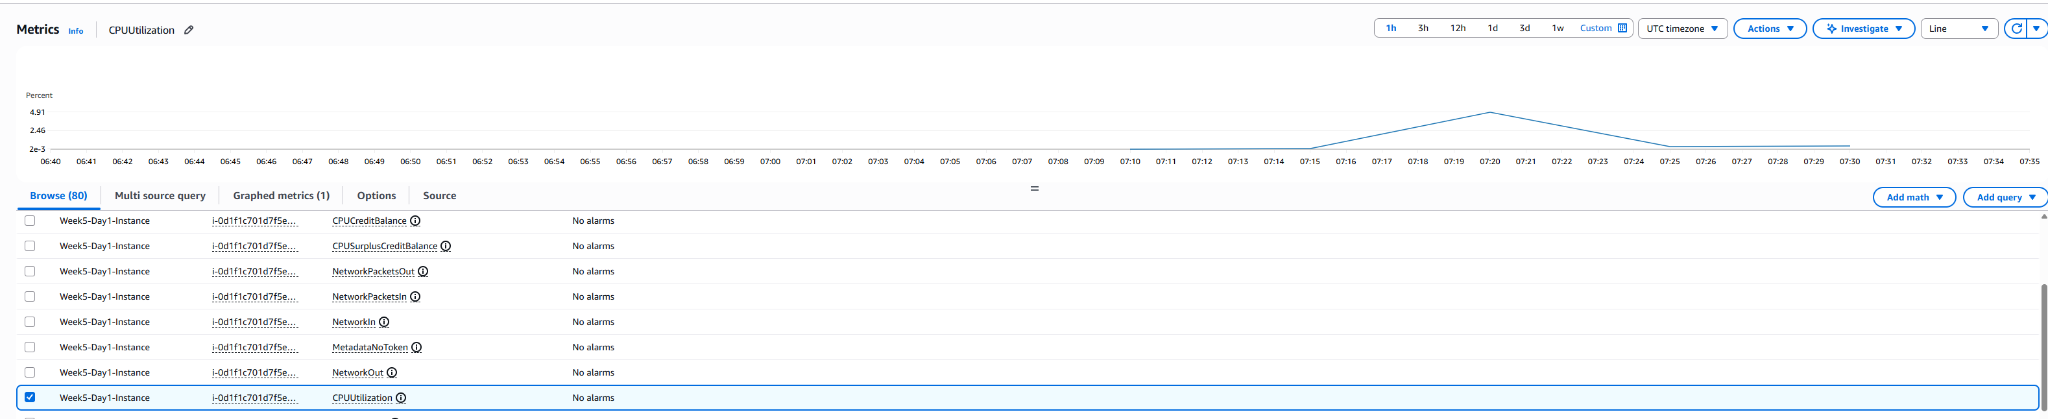 Metrics Info CPUUtilization 1h 3h 12h 1d 3d 1w Custom UTC timezone Actions Investigate Line
Percent
4.91
2.46
2e-3
06:40 06:41 06:42 06:43 06:44 06:45 06:46 06:47 06:48 06:49 06:50 06:51 06:52 06:53 06:54 06:55 06:56 06:57 06:58 06:59 07:00 07:01 07:02 07:03 07:04 07:05 07:06 07:07 07:08 07:09 07:10 07:11 07:12 07:13 07:14 07:15 07:16 07:17 07:18 07:19 07:20 07:21 07:22 07:23 07:24 07:25 07:26 07:27 07:28 07:29 07:30 07:31 07:32 07:33 07:34 07:35
Browse (80) Multi source query Graphed metrics (1) Options Source =
Add math Add query
Week5-Day1-Instance i-0d1f1c701d7f5e... CPUCreditBalance No alarms
Week5-Day1-Instance i-0d1f1c701d7f5e... CPUSurplusCreditBalance No alarms
Week5-Day1-Instance i-0d1f1c701d7f5e... NetworkPacketsOut No alarms
Week5-Day1-Instance i-0d1f1c701d7f5e... NetworkPacketsIn No alarms
Week5-Day1-Instance i-0d1f1c701d7f5e... NetworkIn No alarms
Week5-Day1-Instance i-0d1f1c701d7f5e... MetadataNoToken No alarms
Week5-Day1-Instance i-0d1f1c701d7f5e... NetworkOut No alarms
Week5-Day1-Instance i-0d1f1c701d7f5e... CPUUtilization No alarms